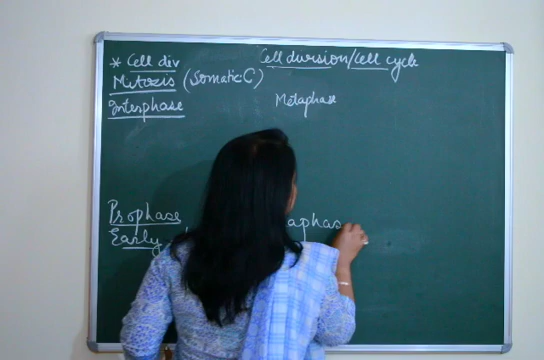 * Cell div
Cell division/Cell cycle
Mitosis (Somatic C)
Interphase
Metaphase
Prophase
aphas
Early